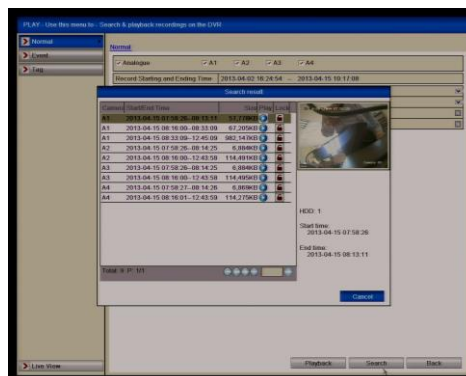 PLAY - Use this menu to - Search & playback recordings on the DVR
Normal
Event
Tag
Normal
Analogue A1 A2 A3 A4
Record Starting and Ending Time 2013-04-02 18:24:54 -- 2013-04-15 10:17:08
Search result
Camera Start/End Time Size Play Lock
A1 2013-04-15 07:58:26--08:13:11 57,776KB
A1 2013-04-15 08:16:00--08:33:09 67,205KB
A1 2013-04-15 08:33:09--12:45:09 982,147KB
A2 2013-04-15 07:58:26--08:14:25 6,884KB
A2 2013-04-15 08:16:00--12:43:58 114,491KB
A3 2013-04-15 07:58:26--08:14:25 6,864KB
A3 2013-04-15 08:16:00--12:43:59 114,495KB
A4 2013-04-15 07:58:27--08:14:26 6,869KB
A4 2013-04-15 08:16:01--12:43:59 114,275KB
HDD: 1
Start time:
2013-04-15 07:58:26
End time:
2013-04-15 08:13:11
Total: 9 P: 1/1
Cancel
Live View
Playback Search Back